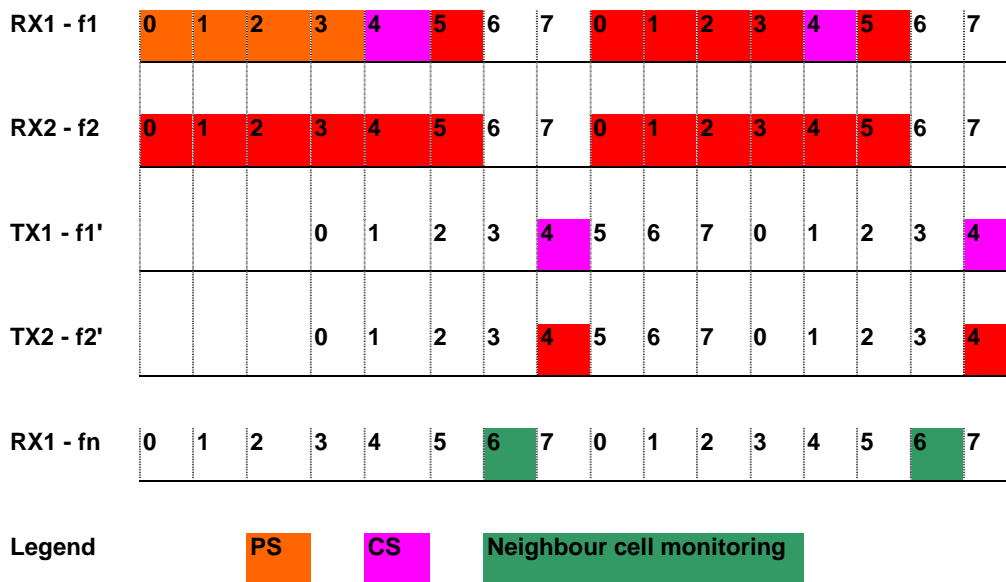 RX1 - f1 0 1 2 3 4 5 6 7 0 1 2 3 4 5 6 7
RX2 - f2 0 1 2 3 4 5 6 7 0 1 2 3 4 5 6 7
TX1 - f1' 0 1 2 3 4 5 6 7 0 1 2 3 4
TX2 - f2' 0 1 2 3 4 5 6 7 0 1 2 3 4
RX1 - fn 0 1 2 3 4 5 6 7 0 1 2 3 4 5 6 7
Legend PS CS Neighbour cell monitoring